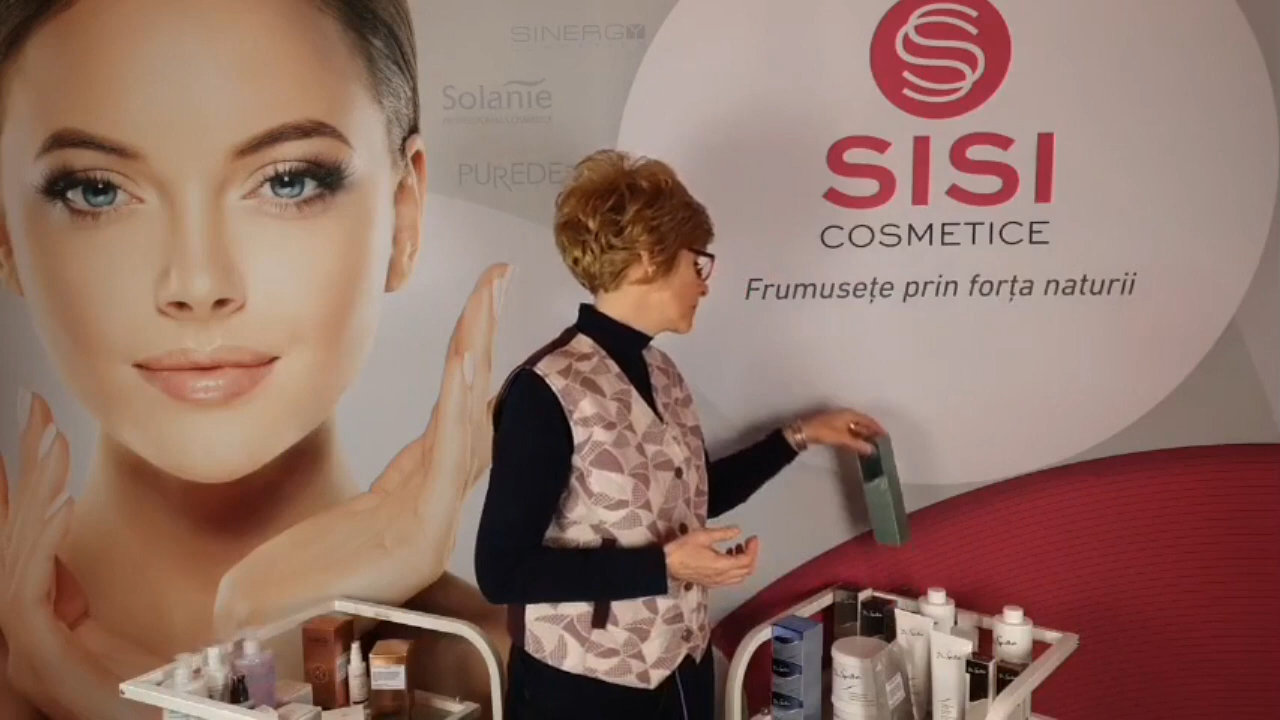 SINERGY
Solanie
PUREDE
SISI
COSMETICE
Frumusețe prin forța naturii